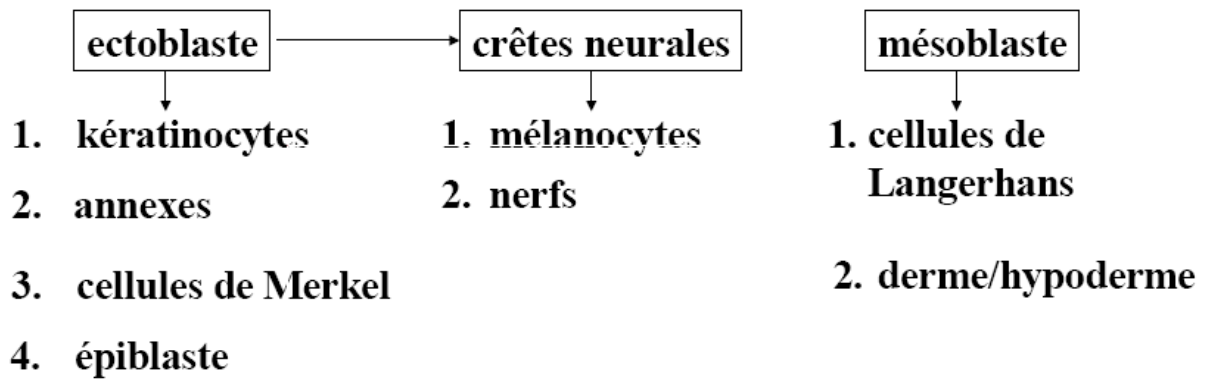 ectoblaste
crêtes neurales
mésoblaste
1. kératinocytes
2. annexes
3. cellules de Merkel
4. épiblaste
1. mélanocytes
2. nerfs
1. cellules de
Langerhans
2. derme/hypoderme